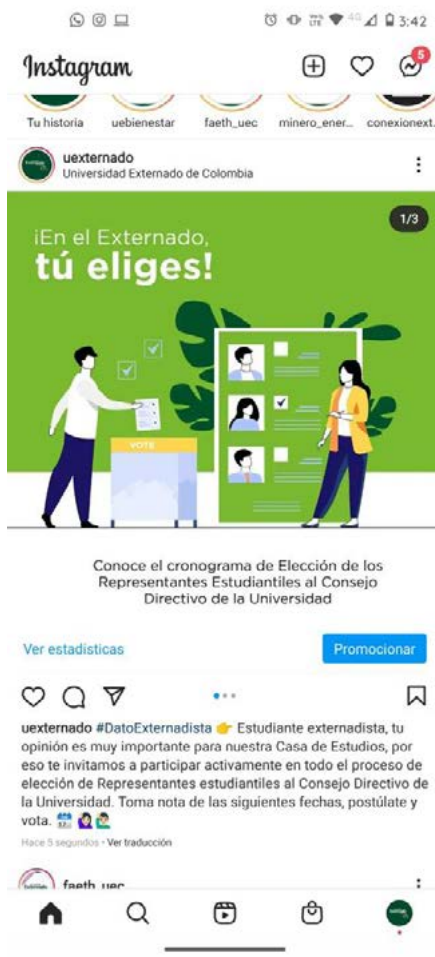 4G 3:42
Instagram
5
Tu historia uebienestar faeth_uec minero_ener... conexionext.
uexternado
Universidad Externado de Colombia
1/3
¡En el Externado,
tú eliges!
VOTE
Conoce el cronograma de Elección de los
Representantes Estudiantiles al Consejo
Directivo de la Universidad
Ver estadísticas Promocionar
uexternado #DatoExternadista 👉 Estudiante externadista, tu
opinión es muy importante para nuestra Casa de Estudios, por
eso te invitamos a participar activamente en todo el proceso de
elección de Representantes estudiantiles al Consejo Directivo de
la Universidad. Toma nota de las siguientes fechas, postúlate y
vota. 📅 🙋🏻‍♀️ 🙋🏻‍♂️
Hace 5 segundos • Ver traducción
faeth_uec